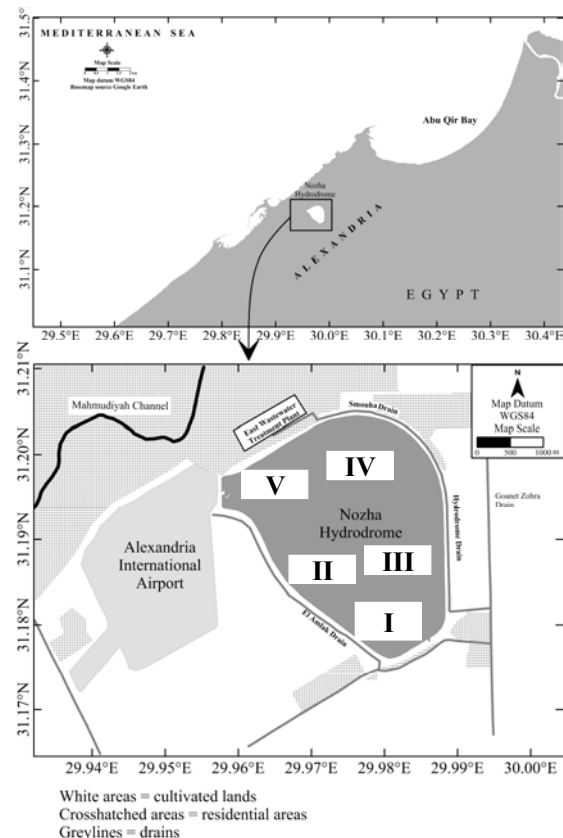 MEDITERRANEAN SEA
Map Scale
Map datum WGS84
Basemap source Google Earth
Abu Qir Bay
Nozha
Hydrodrome
ALEXANDRIA
EGYPT
31.5°
31.4°N
31.3°N
31.2°N
31.1°N
29.5°E
29.6°E
29.7°E
29.8°E
29.9°E
30.0°E
30.1°E
30.2°E
30.3°E
30.4
Mahmudiyah Channel
East Wastewater
Treatment Plant
Smouha Drain
N
Map Datum
WGS84
Map Scale
0 500 1000 m
IV
V
Goanet Zohra
Drain
Hydrodrome Drain
Nozha
Hydrodrome
Alexandria
International
Airport
II
III
I
El Amlak Drain
31.21
31.20°N
31.19°N
31.18°N
31.17°N
29.94°E
29.95°E
29.96°E
29.97°E
29.98°E
29.99°E
30.00°E
White areas = cultivated lands
Crosshatched areas = residential areas
Greylines = drains